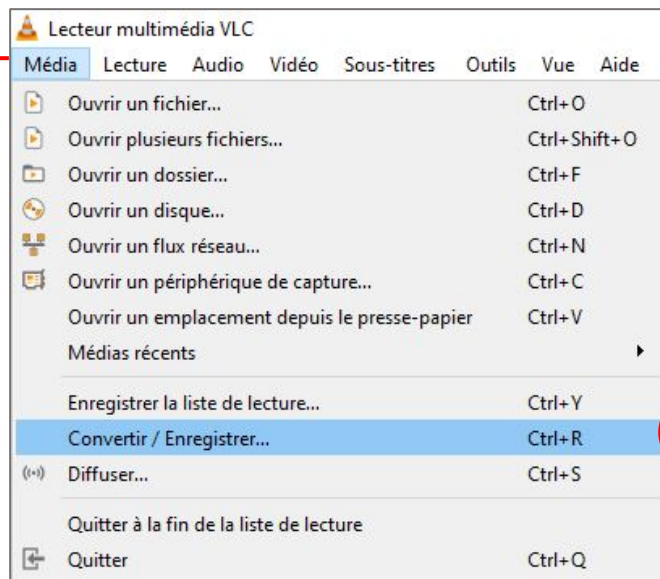 Lecteur multimédia VLC
Média Lecture Audio Vidéo Sous-titres Outils Vue Aide
Ouvrir un fichier... Ctrl+O
Ouvrir plusieurs fichiers... Ctrl+Shift+O
Ouvrir un dossier... Ctrl+F
Ouvrir un disque... Ctrl+D
Ouvrir un flux réseau... Ctrl+N
Ouvrir un périphérique de capture... Ctrl+C
Ouvrir un emplacement depuis le presse-papier Ctrl+V
Médias récents
Enregistrer la liste de lecture... Ctrl+Y
Convertir / Enregistrer... Ctrl+R
Diffuser... Ctrl+S
Quitter à la fin de la liste de lecture
Quitter Ctrl+Q